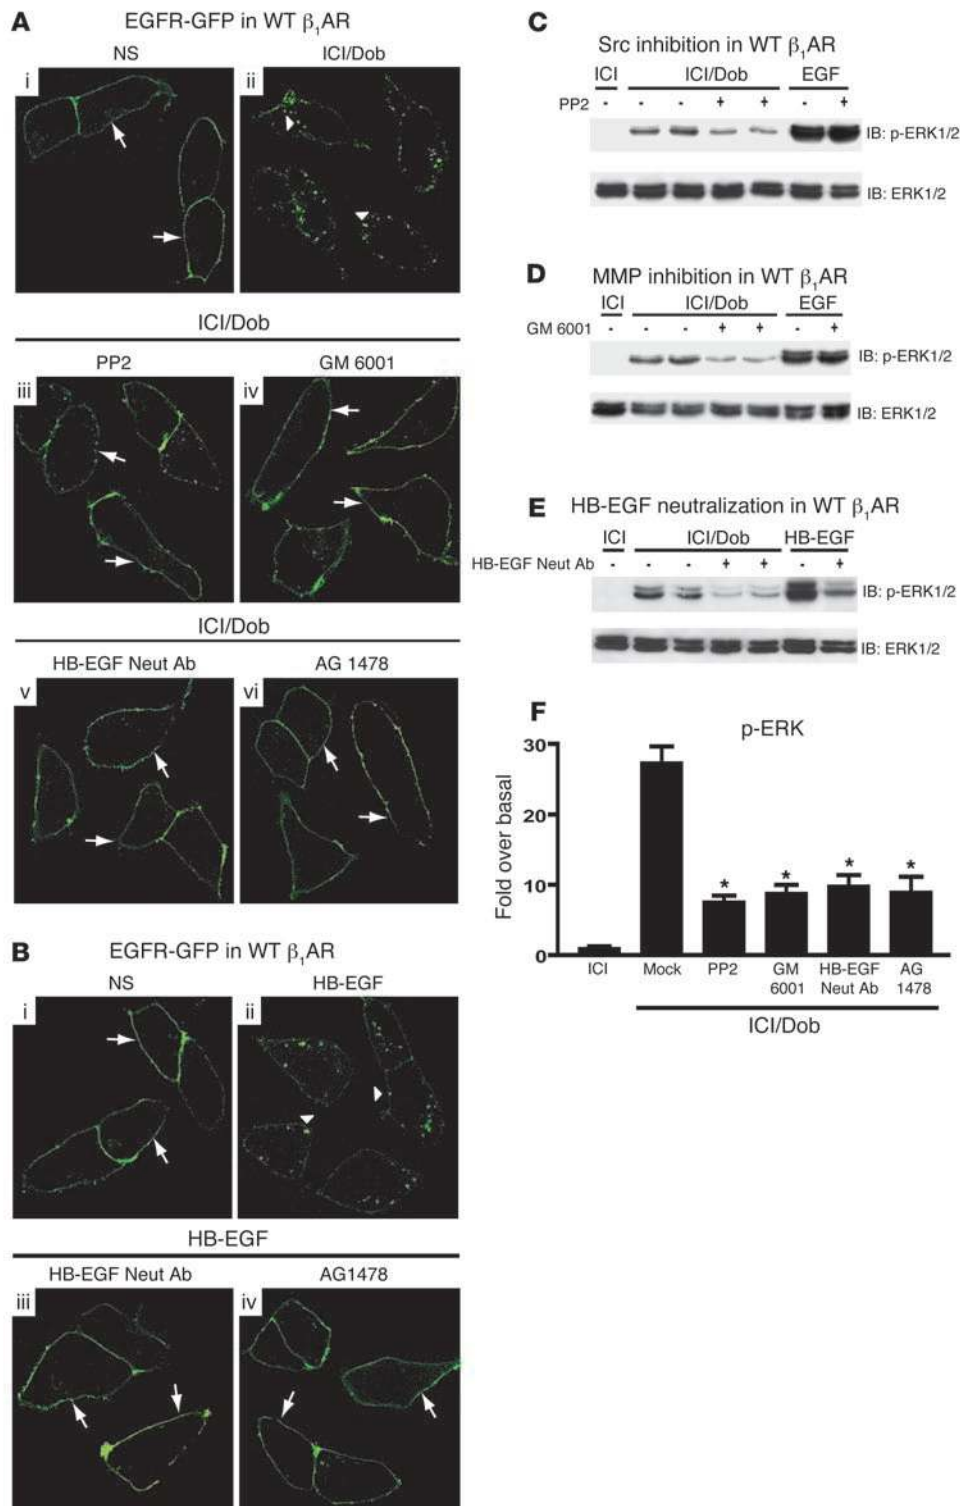 A
EGFR-GFP in WT β₁AR
NS
ICI/Dob
i
ii
ICI/Dob
PP2
GM 6001
iii
iv
ICI/Dob
HB-EGF Neut Ab
AG 1478
v
vi
B
EGFR-GFP in WT β₁AR
NS
HB-EGF
i
ii
HB-EGF
HB-EGF Neut Ab
AG1478
iii
iv
C
Src inhibition in WT β₁AR
ICI ICI/Dob EGF
PP2 - - - + + - +
IB: p-ERK1/2
IB: ERK1/2
D
MMP inhibition in WT β₁AR
ICI ICI/Dob EGF
GM 6001 - - - + + - +
IB: p-ERK1/2
IB: ERK1/2
E
HB-EGF neutralization in WT β₁AR
ICI ICI/Dob HB-EGF
HB-EGF Neut Ab - - - + + - +
IB: p-ERK1/2
IB: ERK1/2
F
p-ERK
Fold over basal
30
20
10
0
* * * *
ICI Mock PP2 GM 6001 HB-EGF Neut Ab AG 1478
ICI/Dob